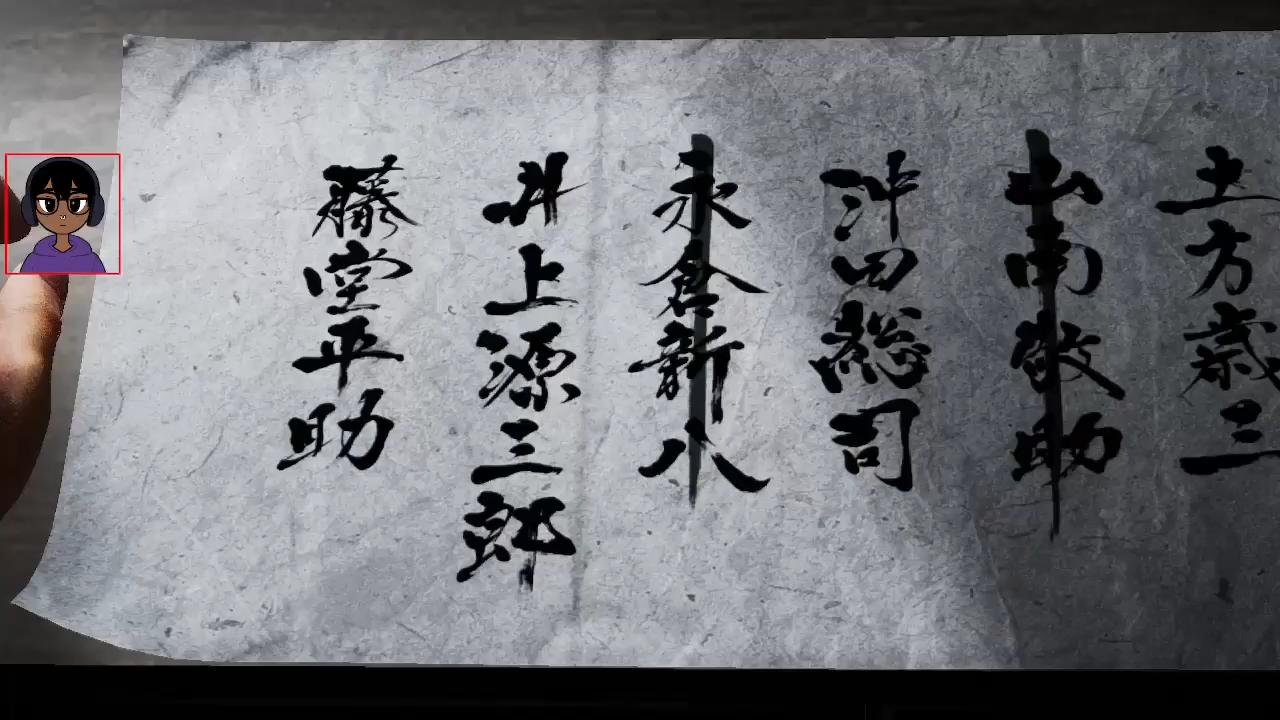 土方歳三
山南敬助
沖田総司
永倉新八
井上源三郎
藤堂平助